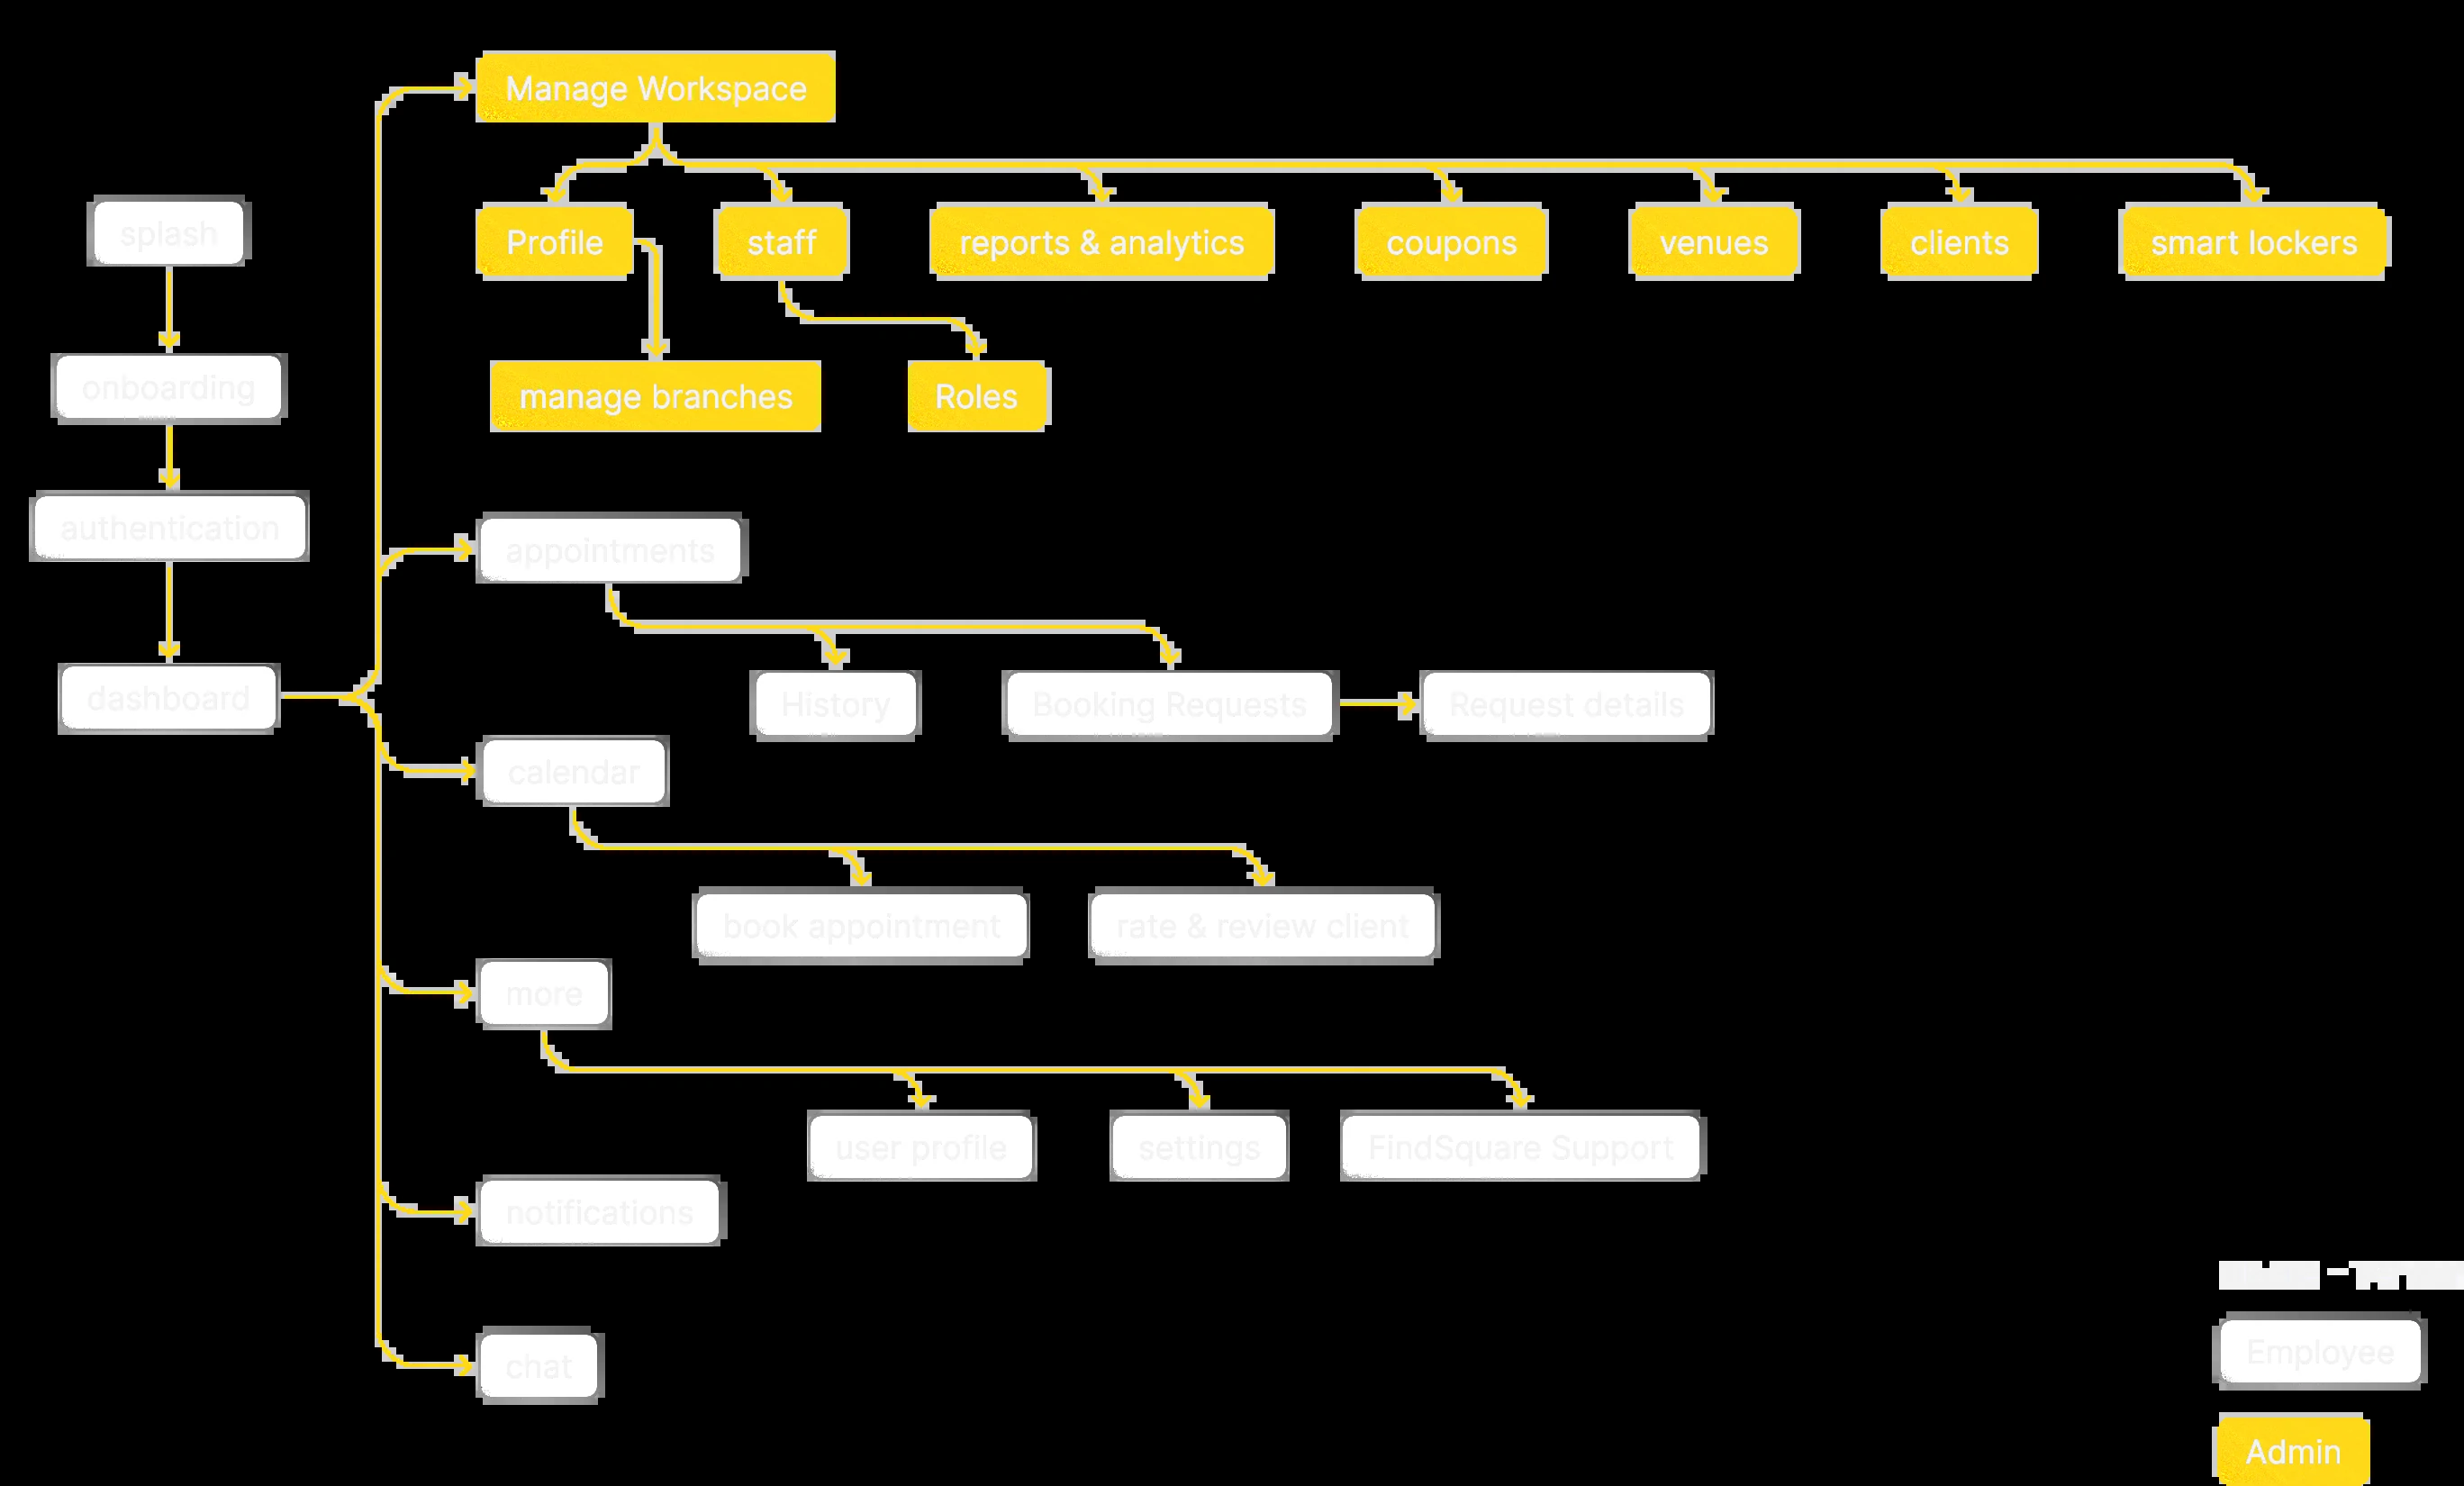 Manage Workspace
splash
Profile
staff
reports & analytics
coupons
venues
clients
smart lockers
onboarding
manage branches
Roles
authentication
appointments
dashboard
History
Booking Requests
Request details
calendar
book appointment
rate & review client
more
user profile
settings
FindSquare Support
notifications
chat
Employee
Admin